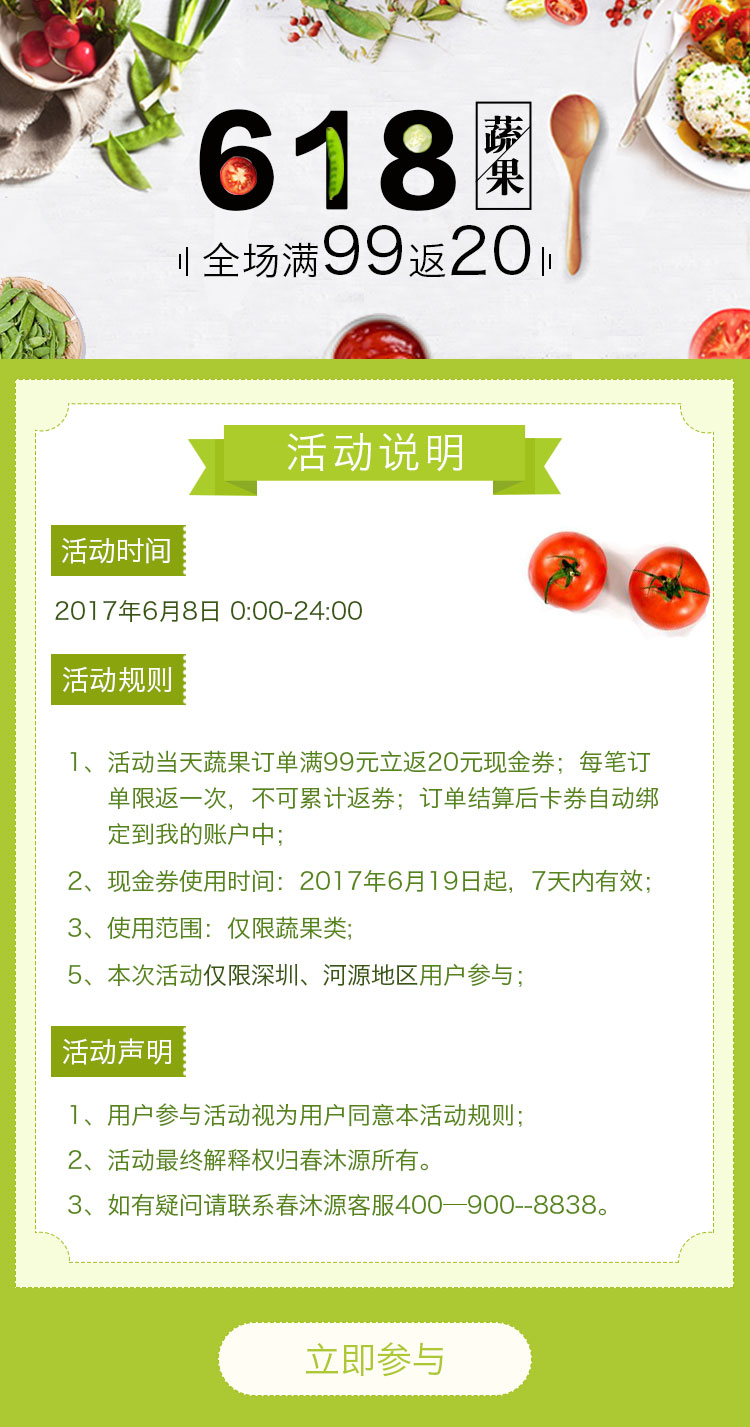 618 蔬果
全场满99返20
活动说明
活动时间
2017年6月8日 0:00-24:00
活动规则
1、活动当天蔬果订单满99元立返20元现金券；每笔订
单限返一次，不可累计返券；订单结算后卡券自动绑
定到我的账户中；
2、现金券使用时间：2017年6月19日起，7天内有效；
3、使用范围：仅限蔬果类;
5、本次活动仅限深圳、河源地区用户参与；
活动声明
1、用户参与活动视为用户同意本活动规则；
2、活动最终解释权归春沐源所有。
3、如有疑问请联系春沐源客服400—900--8838。
立即参与